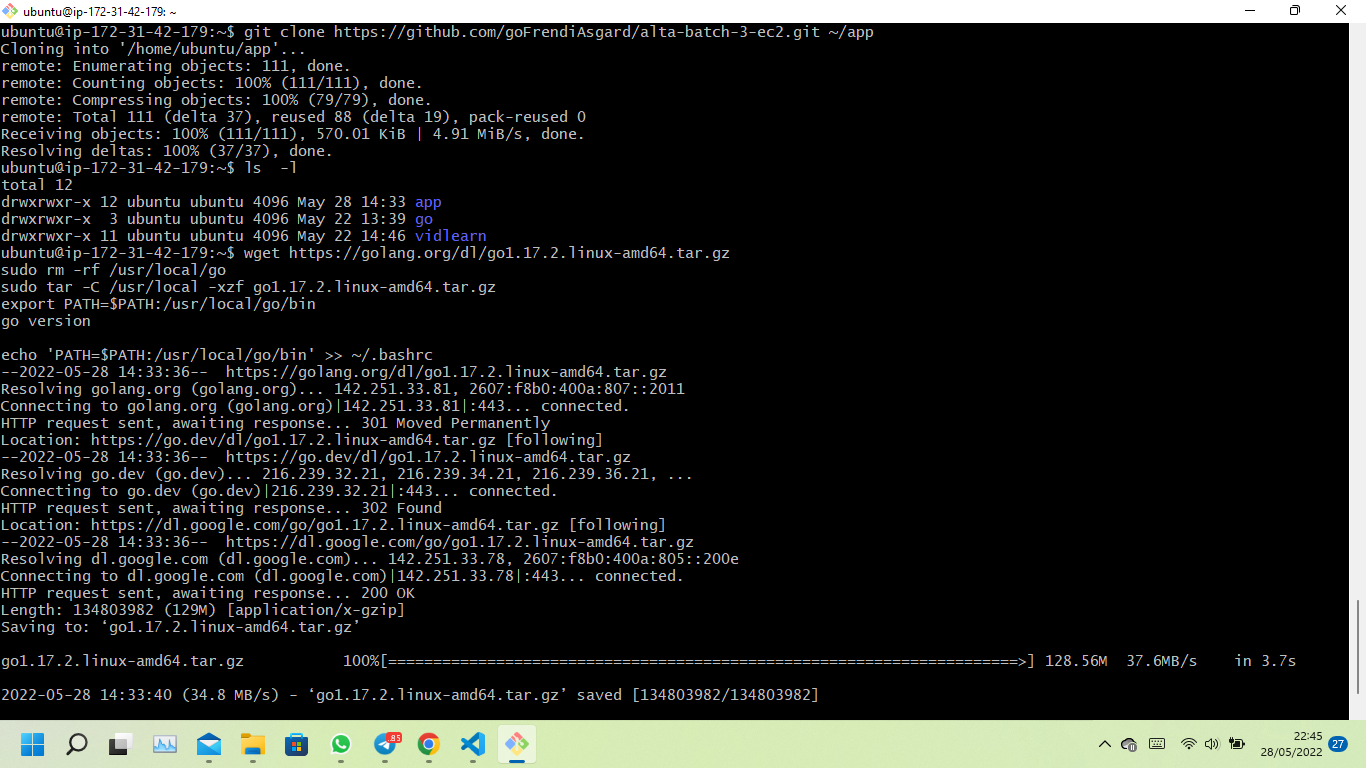 ubuntu@ip-172-31-42-179: ~
ubuntu@ip-172-31-42-179:~$ git clone https://github.com/goFrendiAsgard/alta-batch-3-ec2.git ~/app
Cloning into '/home/ubuntu/app'...
remote: Enumerating objects: 111, done.
remote: Counting objects: 100% (111/111), done.
remote: Compressing objects: 100% (79/79), done.
remote: Total 111 (delta 37), reused 88 (delta 19), pack-reused 0
Receiving objects: 100% (111/111), 570.01 KiB | 4.91 MiB/s, done.
Resolving deltas: 100% (37/37), done.
ubuntu@ip-172-31-42-179:~$ ls  -l
total 12
drwxrwxr-x 12 ubuntu ubuntu 4096 May 28 14:33 app
drwxrwxr-x  3 ubuntu ubuntu 4096 May 22 13:39 go
drwxrwxr-x 11 ubuntu ubuntu 4096 May 22 14:46 vidlearn
ubuntu@ip-172-31-42-179:~$ wget https://golang.org/dl/go1.17.2.linux-amd64.tar.gz
sudo rm -rf /usr/local/go
sudo tar -C /usr/local -xzf go1.17.2.linux-amd64.tar.gz
export PATH=$PATH:/usr/local/go/bin
go version
echo 'PATH=$PATH:/usr/local/go/bin' >> ~/.bashrc
--2022-05-28 14:33:36--  https://golang.org/dl/go1.17.2.linux-amd64.tar.gz
Resolving golang.org (golang.org)... 142.251.33.81, 2607:f8b0:400a:807::2011
Connecting to golang.org (golang.org)|142.251.33.81|:443... connected.
HTTP request sent, awaiting response... 301 Moved Permanently
Location: https://go.dev/dl/go1.17.2.linux-amd64.tar.gz [following]
--2022-05-28 14:33:36--  https://go.dev/dl/go1.17.2.linux-amd64.tar.gz
Resolving go.dev (go.dev)... 216.239.32.21, 216.239.34.21, 216.239.36.21, ...
Connecting to go.dev (go.dev)|216.239.32.21|:443... connected.
HTTP request sent, awaiting response... 302 Found
Location: https://dl.google.com/go/go1.17.2.linux-amd64.tar.gz [following]
--2022-05-28 14:33:36--  https://dl.google.com/go/go1.17.2.linux-amd64.tar.gz
Resolving dl.google.com (dl.google.com)... 142.251.33.78, 2607:f8b0:400a:805::200e
Connecting to dl.google.com (dl.google.com)|142.251.33.78|:443... connected.
HTTP request sent, awaiting response... 200 OK
Length: 134803982 (129M) [application/x-gzip]
Saving to: ‘go1.17.2.linux-amd64.tar.gz’
go1.17.2.linux-amd64.tar.gz           100%[======================================================================>] 128.56M  37.6MB/s    in 3.7s
2022-05-28 14:33:40 (34.8 MB/s) - ‘go1.17.2.linux-amd64.tar.gz’ saved [134803982/134803982]
.85
22:45
28/05/2022
27